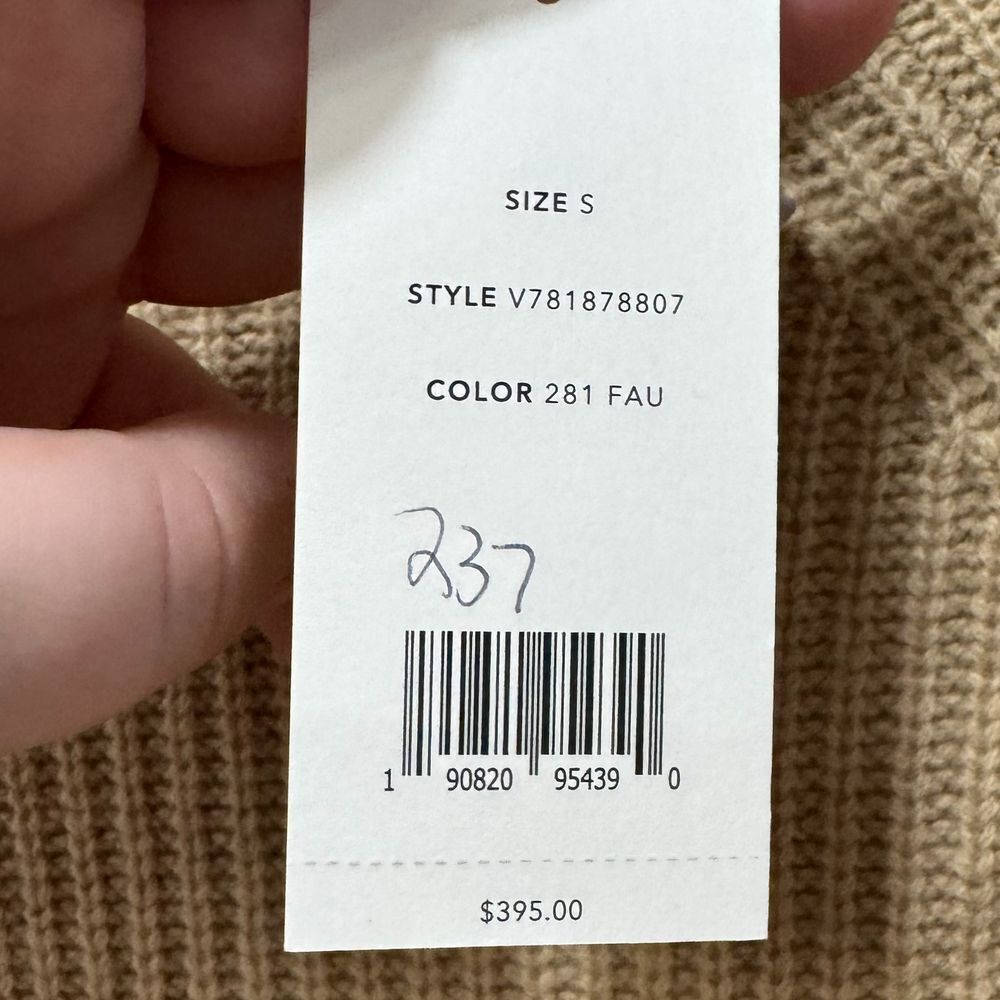 SIZE S
STYLE V781878807
COLOR 281 FAU
237
1 90820 95439 0
$395.00